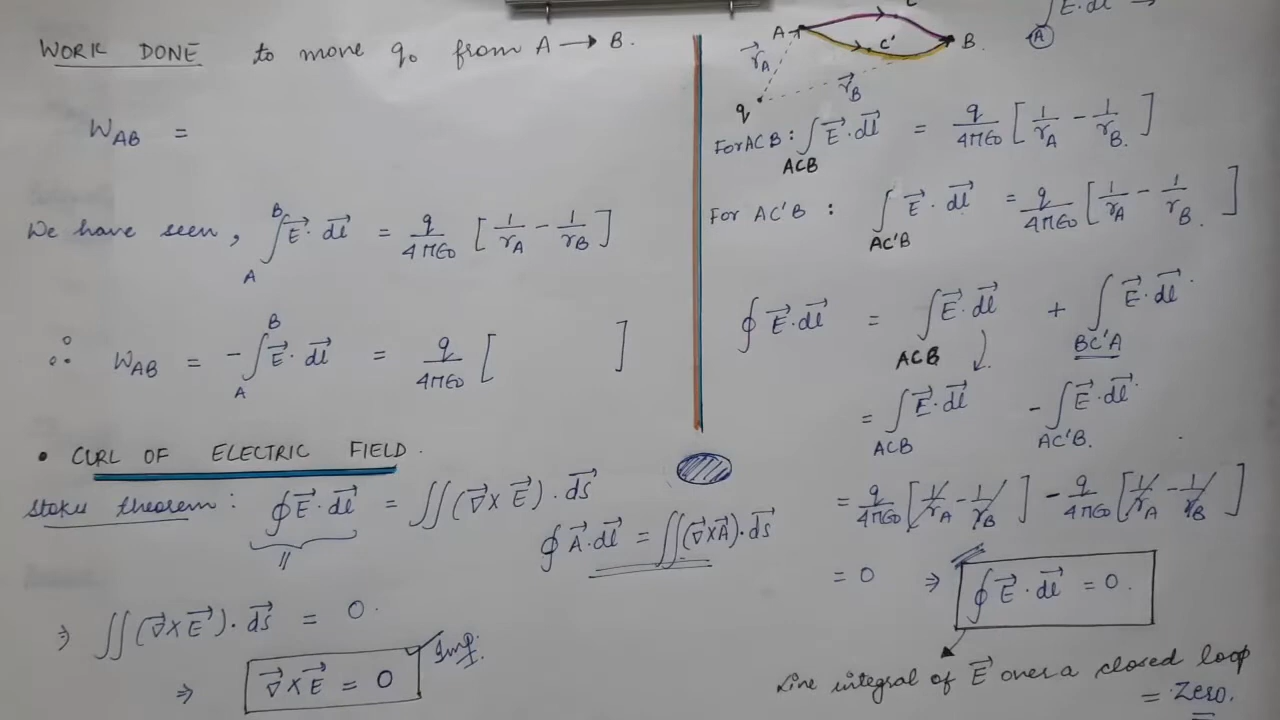 WORK DONE to move q₀ from A → B.
W_AB =
We have seen, ∫_A^B E⃗ · dl⃗ = q/4πϵ₀ [1/r_A − 1/r_B]
∴ W_AB = −∫_A^B E⃗ · dl⃗ = q/4πϵ₀ [ ]
• CURL OF ELECTRIC FIELD.
Stokes theorem : ∮E⃗ · dl⃗ = ∬(∇⃗ × E⃗) · ds⃗
∮A⃗ · dl⃗ = ∬(∇⃗×A⃗) · ds⃗
⇒ ∬(∇⃗×E⃗) · ds⃗ = 0.
⇒ ∇⃗×E⃗ = 0 Imp.
A C' B.
r⃗_A r⃗_B
q
∫E⃗·dl⃗ →
A
For ACB : ∫_ACB E⃗ · dl⃗ = q/4πϵ₀ [1/r_A − 1/r_B.]
For AC'B : ∫_AC'B E⃗ · dl⃗ = q/4πϵ₀ [1/r_A − 1/r_B.]
∮E⃗·dl⃗ = ∫_ACB E⃗·dl⃗ + ∫_BC'A E⃗·dl⃗.
= ∫_ACB E⃗·dl⃗ − ∫_AC'B. E⃗·dl⃗.
= q/4πϵ₀ [1/r_A − 1/r_B] − q/4πϵ₀ [1/r_A − 1/r_B]
= 0 ⇒ ∮E⃗ · dl⃗ = 0.
Line integral of E⃗ over a closed loop
= Zero.